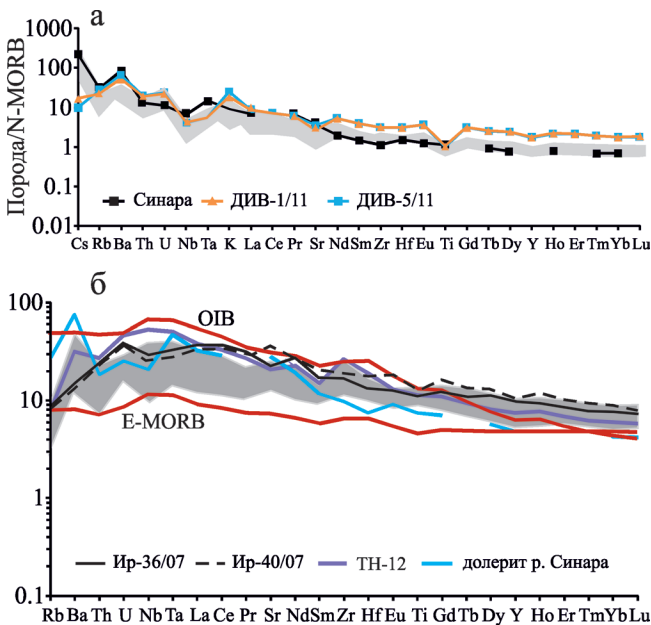 а
Порода/N-MORB
1000
100
10
1
0.1
0.01
Синара ДИВ-1/11 ДИВ-5/11
Cs Rb Ba Th U Nb Ta K La Ce Pr Sr Nd Sm Zr Hf Eu Ti Gd Tb Dy Y Ho Er Tm Yb Lu
б
100
10
1
0.1
OIB
E-MORB
Ир-36/07 Ир-40/07 ТН-12 долерит р. Синара
Rb Ba Th U Nb Ta La Ce Pr Sr Nd Sm Zr Hf Eu Ti Gd Tb Dy Y Ho Er Tm Yb Lu